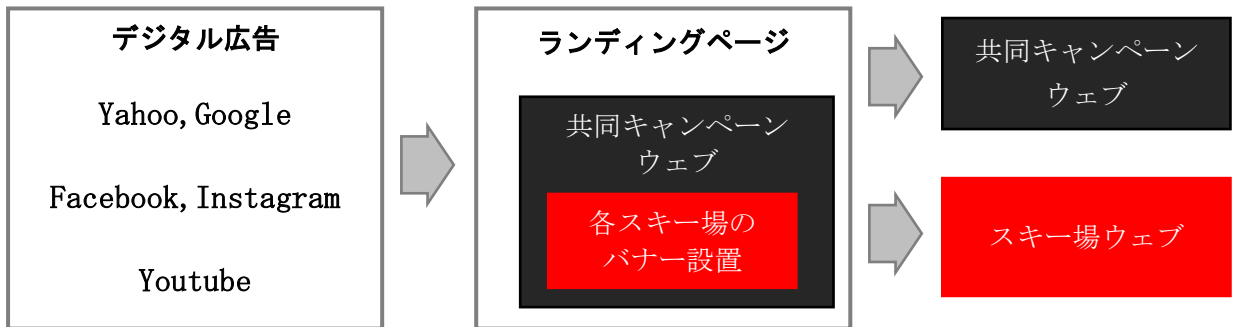 デジタル広告
Yahoo,Google
Facebook,Instagram
Youtube
ランディングページ
共同キャンペーン
ウェブ
各スキー場の
バナー設置
共同キャンペーン
ウェブ
スキー場ウェブ